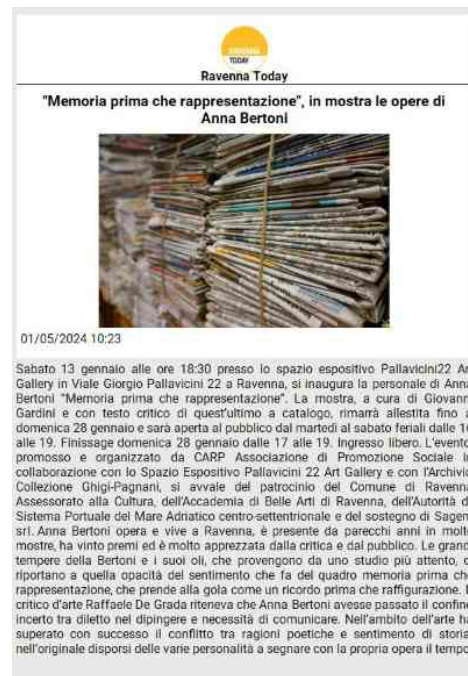 RAVENNA
TODAY
Ravenna Today
"Memoria prima che rappresentazione", in mostra le opere di
Anna Bertoni
01/05/2024 10:23
Sabato 13 gennaio alle ore 18:30 presso lo spazio espositivo Pallavicini22 Ar
Gallery in Viale Giorgio Pallavicini 22 a Ravenna, si inaugura la personale di Anna
Bertoni "Memoria prima che rappresentazione". La mostra, a cura di Giovann
Gardini e con testo critico di quest'ultimo a catalogo, rimarrà allestita fino a
domenica 28 gennaio e sarà aperta al pubblico dal martedì al sabato feriali dalle 16
alle 19. Finissage domenica 28 gennaio dalle 17 alle 19. Ingresso libero. L'evento
promosso e organizzato da CARP Associazione di Promozione Sociale in
collaborazione con lo Spazio Espositivo Pallavicini 22 Art Gallery e con l'Archivio
Collezione Ghigi-Pagnani, si avvale del patrocinio del Comune di Ravenna
Assessorato alla Cultura, dell'Accademia di Belle Arti di Ravenna, dell'Autorità di
Sistema Portuale del Mare Adriatico centro-settentrionale e del sostegno di Sagem
srl. Anna Bertoni opera e vive a Ravenna, è presente da parecchi anni in molte
mostre, ha vinto premi ed è molto apprezzata dalla critica e dal pubblico. Le grand
tempere della Bertoni e i suoi oli, che provengono da uno studio più attento, c
riportano a quella opacità del sentimento che fa del quadro memoria prima che
rappresentazione, che prende alla gola come un ricordo prima che raffigurazione. I
critico d'arte Raffaele De Grada riteneva che Anna Bertoni avesse passato il confine
incerto tra diletto nel dipingere e necessità di comunicare. Nell'ambito dell'arte ha
superato con successo il conflitto tra ragioni poetiche e sentimento di storia
nell'originale disporsi delle varie personalità a segnare con la propria opera il tempo